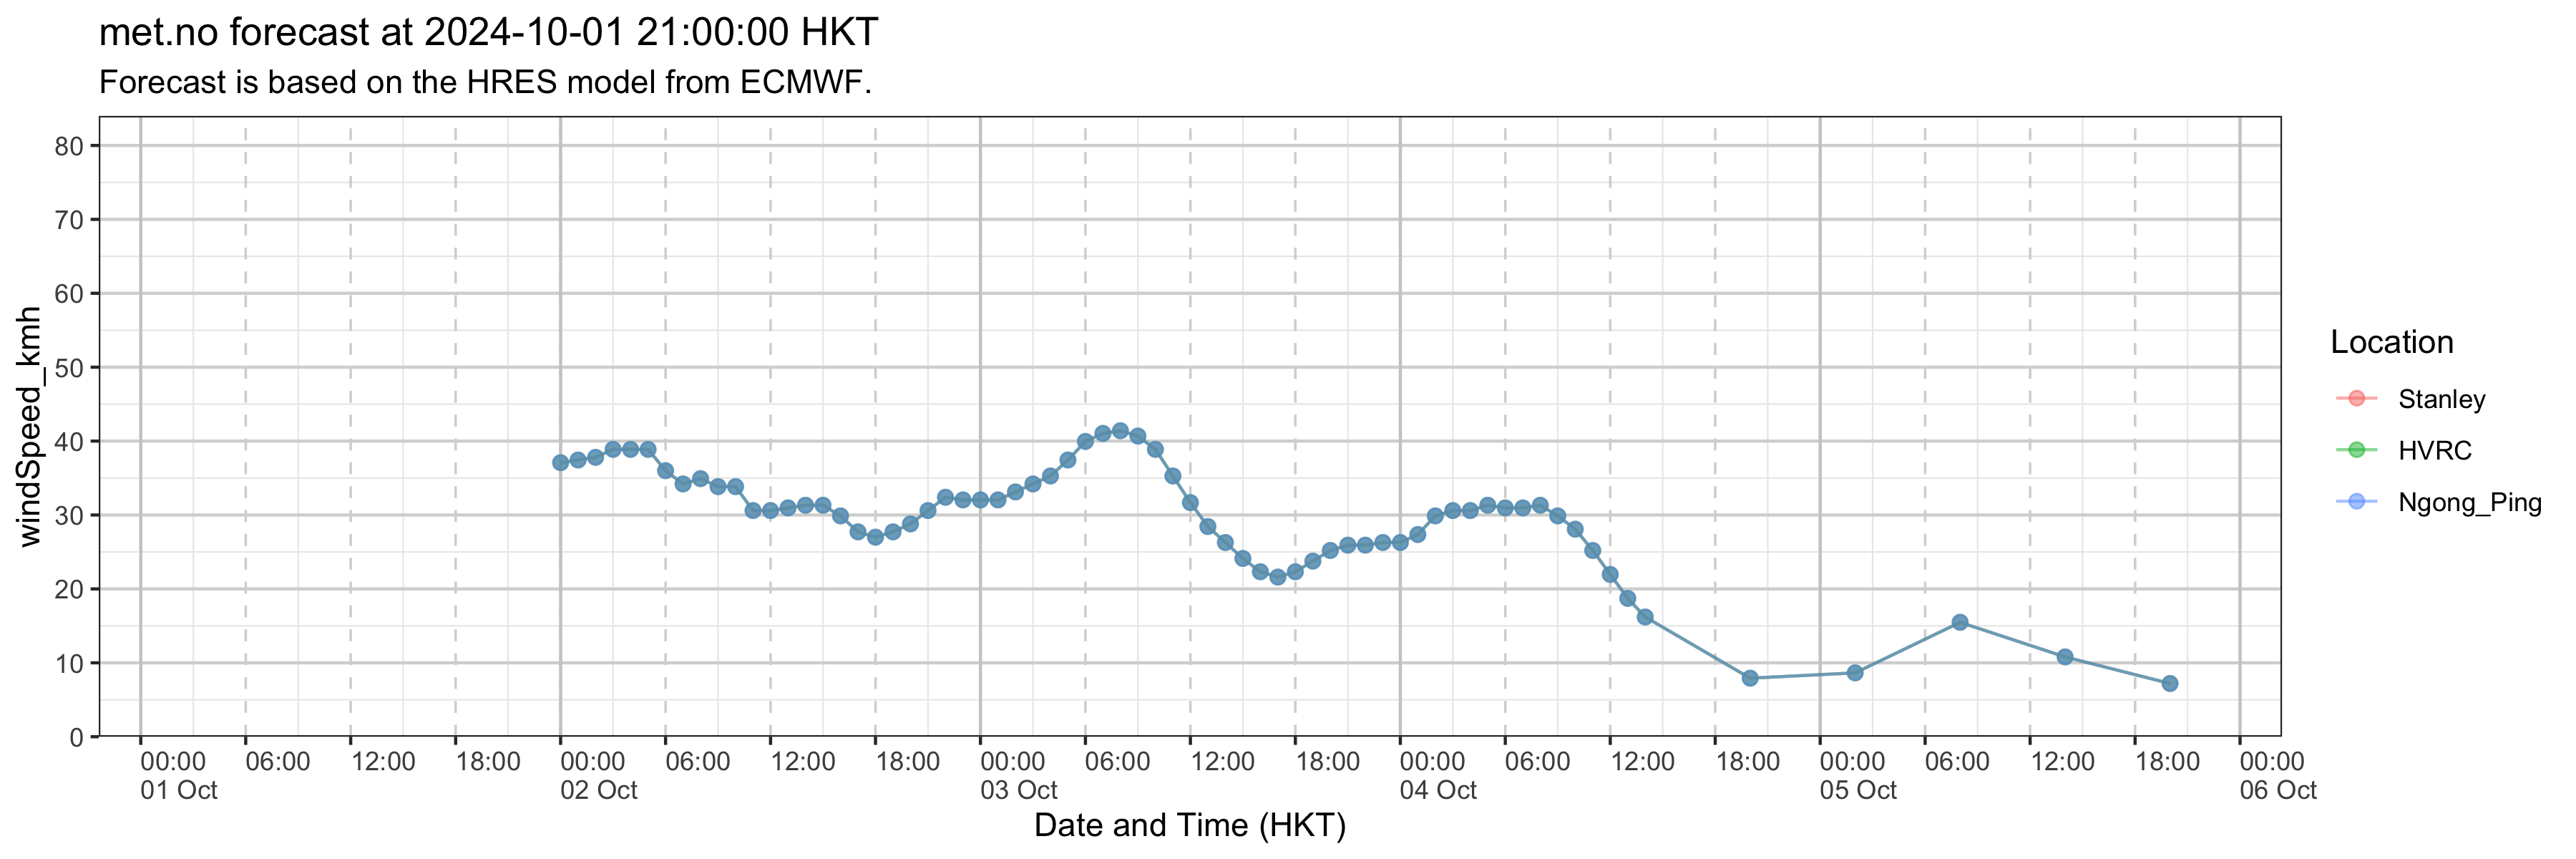 met.no forecast at 2024-10-01 21:00:00 HKT
Forecast is based on the HRES model from ECMWF.
windSpeed_kmh
80
70
60
50
40
30
20
10
0
00:00 06:00 12:00 18:00 00:00 06:00 12:00 18:00 00:00 06:00 12:00 18:00 00:00 06:00 12:00 18:00 00:00 06:00 12:00 18:00 00:00
01 Oct 02 Oct 03 Oct 04 Oct 05 Oct 06 Oct
Date and Time (HKT)
Location
Stanley
HVRC
Ngong_Ping